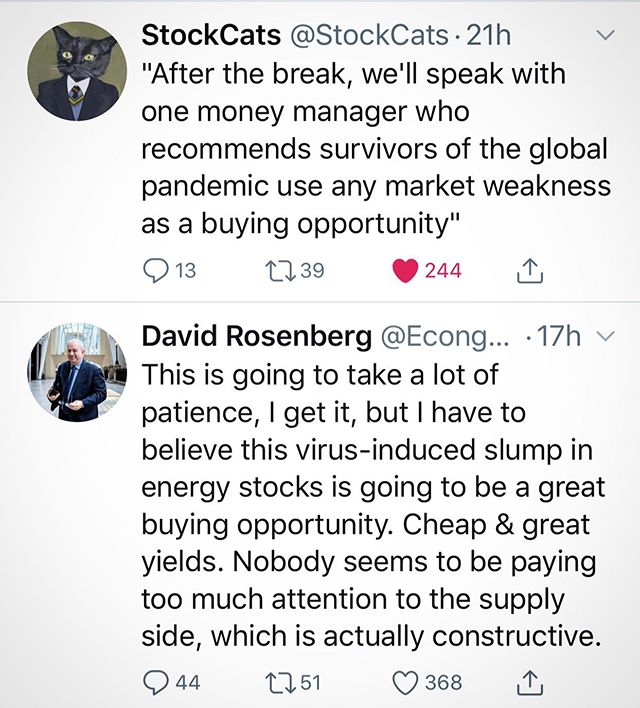 StockCats @StockCats · 21h
"After the break, we'll speak with
one money manager who
recommends survivors of the global
pandemic use any market weakness
as a buying opportunity"
13 39 244
David Rosenberg @Econg... · 17h
This is going to take a lot of
patience, I get it, but I have to
believe this virus-induced slump in
energy stocks is going to be a great
buying opportunity. Cheap & great
yields. Nobody seems to be paying
too much attention to the supply
side, which is actually constructive.
44 51 368